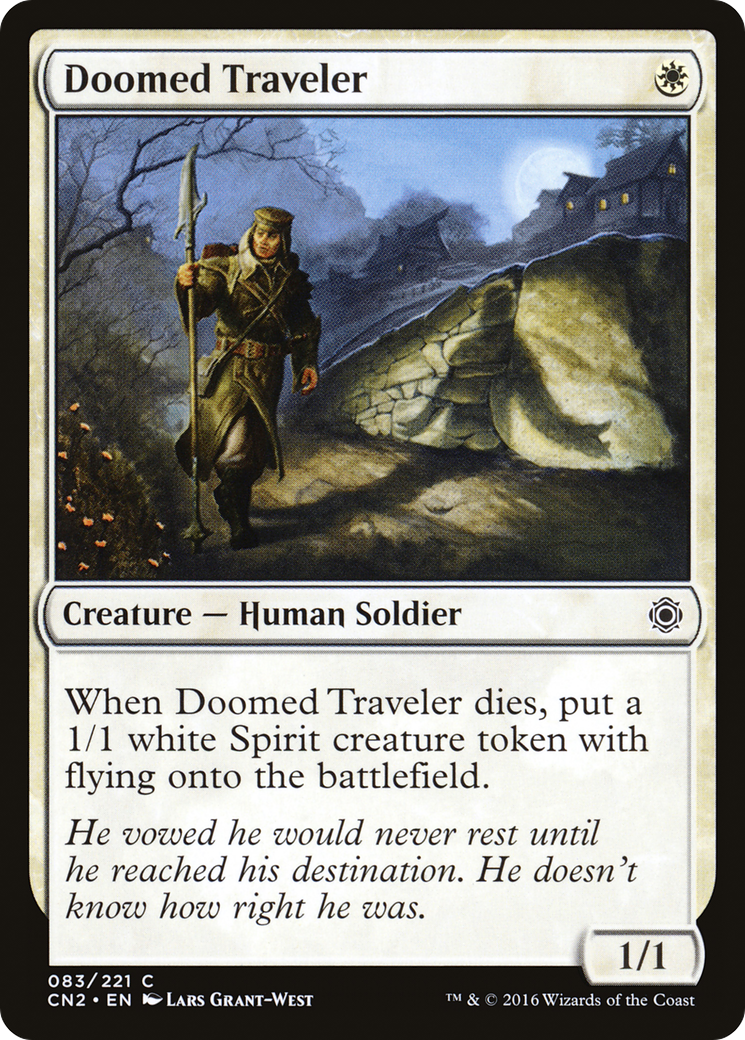 Doomed Traveler
Creature — Human Soldier
When Doomed Traveler dies, put a
1/1 white Spirit creature token with
flying onto the battlefield.
He vowed he would never rest until
he reached his destination. He doesn't
know how right he was.
1/1
083/221 C
CN2 • EN Lars Grant-West
™ & © 2016 Wizards of the Coast